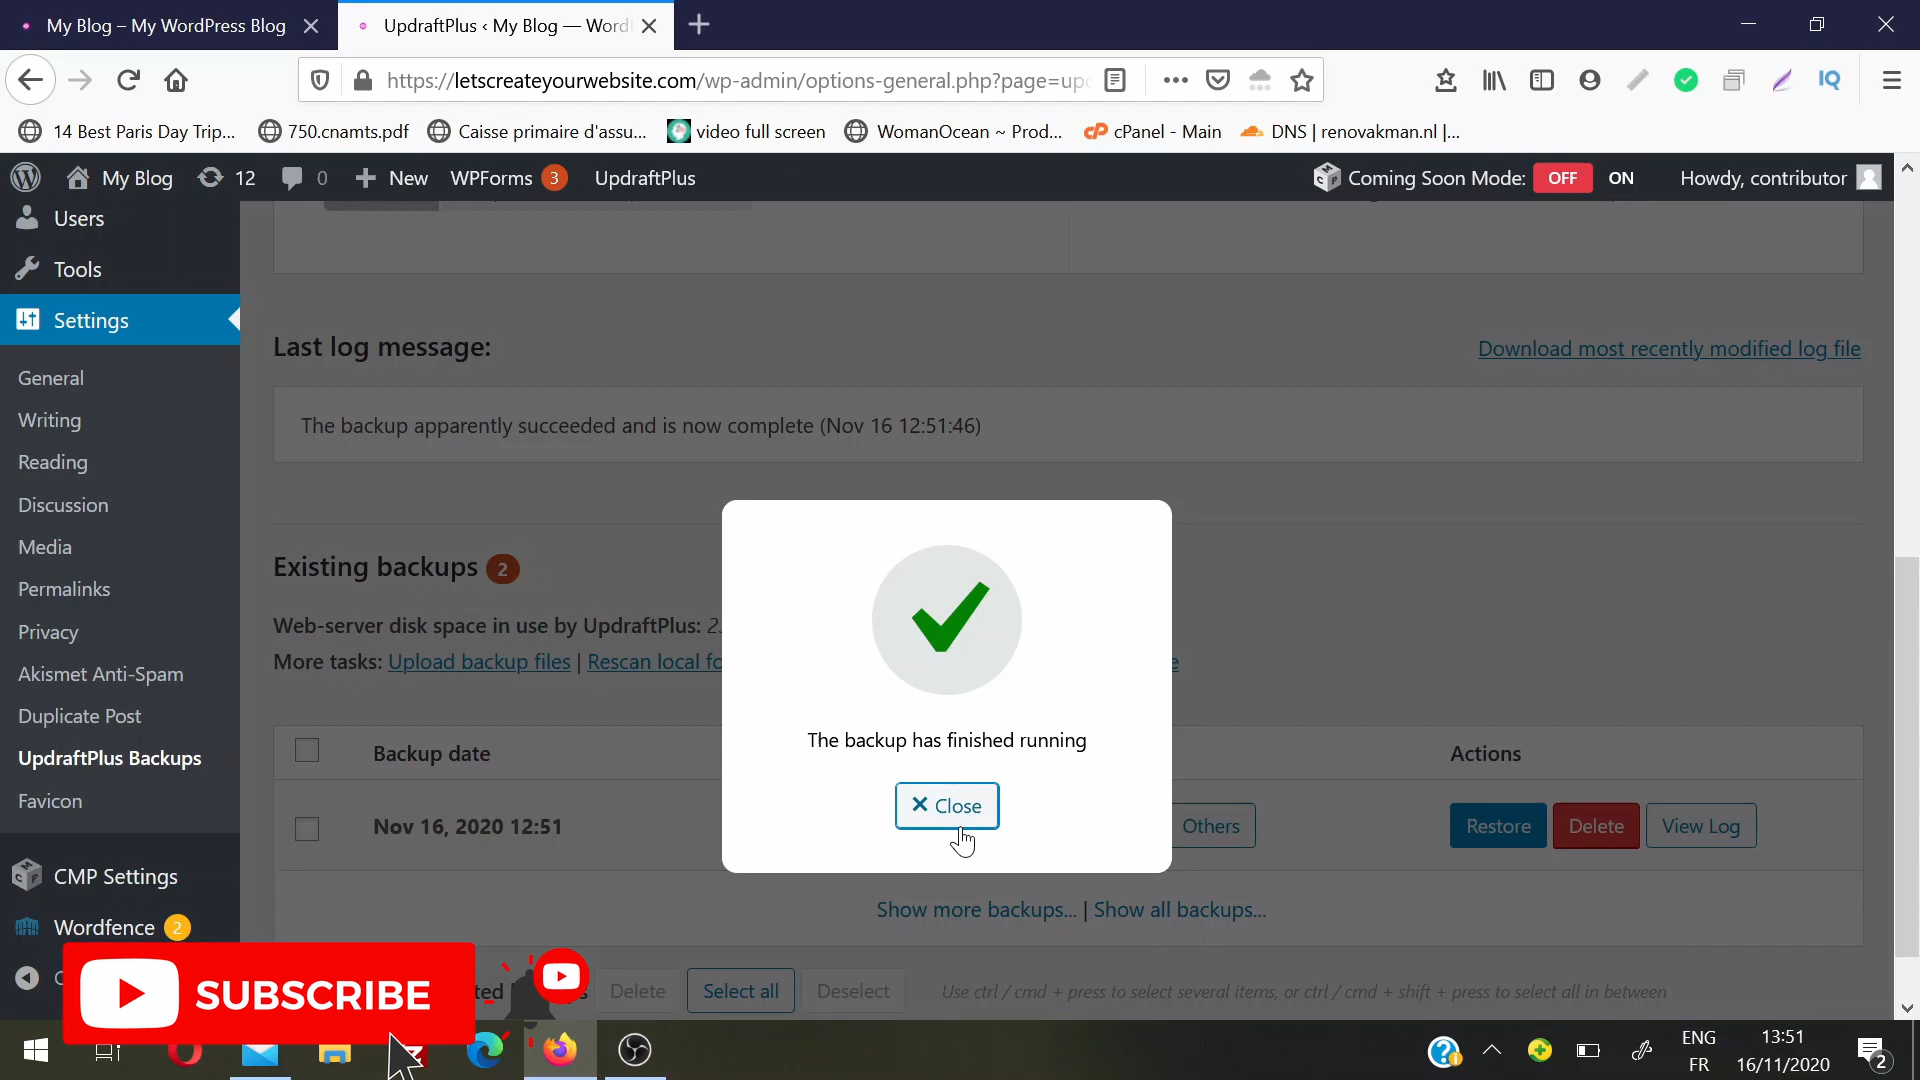 My Blog – My WordPress Blog
UpdraftPlus ‹ My Blog — Word
https://letscreateyourwebsite.com/wp-admin/options-general.php?page=up
14 Best Paris Day Trip...
750.cnamts.pdf
Caisse primaire d'assu...
video full screen
WomanOcean ~ Prod...
cPanel - Main
DNS | renovakman.nl |...
My Blog
12
0
New
WPForms 3
UpdraftPlus
Coming Soon Mode: OFF ON
Howdy, contributor
Users
Tools
Settings
General
Writing
Reading
Discussion
Media
Permalinks
Privacy
Akismet Anti-Spam
Duplicate Post
UpdraftPlus Backups
Favicon
CMP Settings
Wordfence 2
Last log message:
Download most recently modified log file
The backup apparently succeeded and is now complete (Nov 16 12:51:46)
Existing backups 2
Web-server disk space in use by UpdraftPlus:
More tasks: Upload backup files | Rescan local fo
Backup date
Actions
Nov 16, 2020 12:51
Others
Restore
Delete
View Log
Show more backups... | Show all backups...
The backup has finished running
Close
Delete
Select all
Deselect
Use ctrl / cmd + press to select several items, or ctrl / cmd + shift + press to select all in between
SUBSCRIBE
ENG
FR
13:51
16/11/2020
2